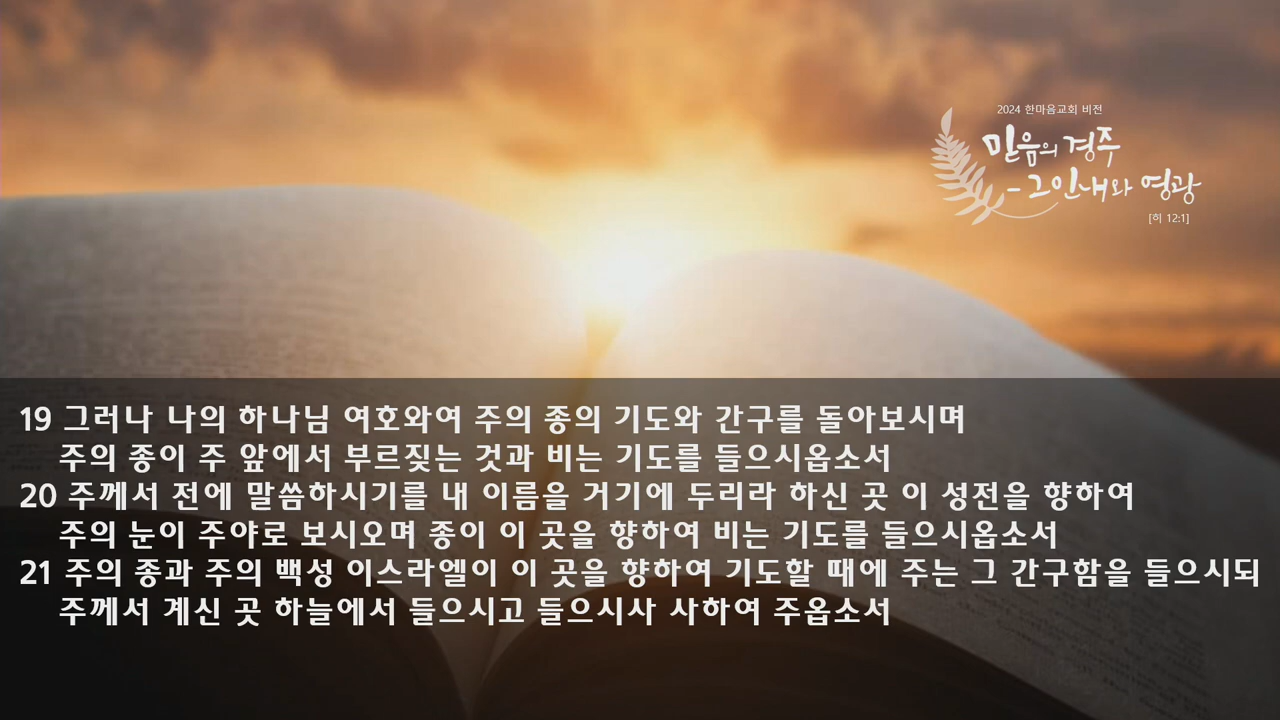 2024 한마음교회 비전
믿음의 경주
- 그 인내와 영광
[히 12:1]
19 그러나 나의 하나님 여호와여 주의 종의 기도와 간구를 돌아보시며
주의 종이 주 앞에서 부르짖는 것과 비는 기도를 들으시옵소서
20 주께서 전에 말씀하시기를 내 이름을 거기에 두리라 하신 곳 이 성전을 향하여
주의 눈이 주야로 보시오며 종이 이 곳을 향하여 비는 기도를 들으시옵소서
21 주의 종과 주의 백성 이스라엘이 이 곳을 향하여 기도할 때에 주는 그 간구함을 들으시되
주께서 계신 곳 하늘에서 들으시고 들으시사 사하여 주옵소서